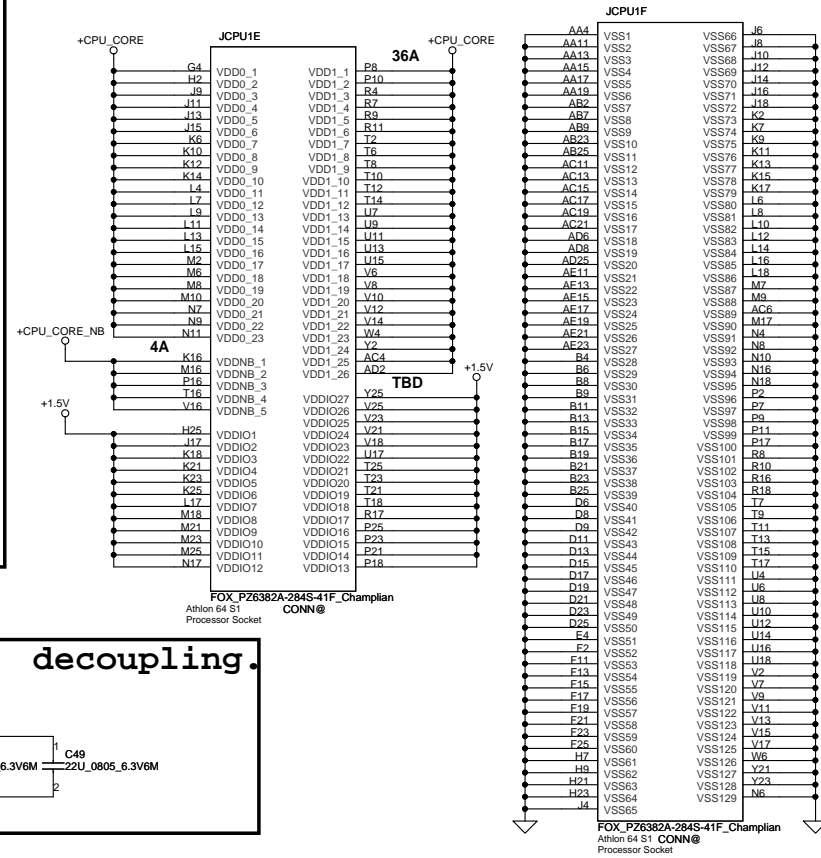 JCPU1E
+CPU_CORE
+CPU_CORE
36A
G4 VDD0_1 VDD1_1 P8
H2 VDD0_2 VDD1_2 P10
J9 VDD0_3 VDD1_3 R4
J11 VDD0_4 VDD1_4 R7
J13 VDD0_5 VDD1_5 R9
J15 VDD0_6 VDD1_6 R11
K6 VDD0_7 VDD1_7 T2
K10 VDD0_8 VDD1_8 T6
K12 VDD0_9 VDD1_9 T8
K14 VDD0_10 VDD1_10 T10
L4 VDD0_11 VDD1_11 T12
L7 VDD0_12 VDD1_12 T14
L9 VDD0_13 VDD1_13 U7
L11 VDD0_14 VDD1_14 U9
L13 VDD0_15 VDD1_15 U11
L15 VDD0_16 VDD1_16 U13
M2 VDD0_17 VDD1_17 U15
M6 VDD0_18 VDD1_18 V6
M8 VDD0_19 VDD1_19 V8
M10 VDD0_20 VDD1_20 V10
N7 VDD0_21 VDD1_21 V12
N9 VDD0_22 VDD1_22 V14
N11 VDD0_23 VDD1_23 W4
VDD1_24 Y2
VDD1_25 AC4
VDD1_26 AD2
+CPU_CORE_NB
4A
K16 VDDNB_1
M16 VDDNB_2
P16 VDDNB_3
T16 VDDNB_4
V16 VDDNB_5
+1.5V
TBD
+1.5V
VDDIO27 Y25
VDDIO26 V25
VDDIO25 V23
H25 VDDIO1 VDDIO24 V21
J17 VDDIO2 VDDIO23 V18
K18 VDDIO3 VDDIO22 U17
K21 VDDIO4 VDDIO21 T25
K23 VDDIO5 VDDIO20 T23
K25 VDDIO6 VDDIO19 T21
L17 VDDIO7 VDDIO18 T18
M18 VDDIO8 VDDIO17 R17
M21 VDDIO9 VDDIO16 P25
M23 VDDIO10 VDDIO15 P23
M25 VDDIO11 VDDIO14 P21
N17 VDDIO12 VDDIO13 P18
FOX_PZ6382A-284S-41F_Champlian
Athlon 64 S1 CONN@
Processor Socket
decoupling.
6.3V6M
1
C49
22U_0805_6.3V6M
2
JCPU1F
AA4 VSS1 VSS66 J6
AA11 VSS2 VSS67 J8
AA13 VSS3 VSS68 J10
AA15 VSS4 VSS69 J12
AA17 VSS5 VSS70 J14
AA19 VSS6 VSS71 J16
AB2 VSS7 VSS72 J18
AB7 VSS8 VSS73 K2
AB9 VSS9 VSS74 K7
AB23 VSS10 VSS75 K9
AB25 VSS11 VSS76 K11
AC11 VSS12 VSS77 K13
AC13 VSS13 VSS78 K15
AC15 VSS14 VSS79 K17
AC17 VSS15 VSS80 L6
AC19 VSS16 VSS81 L8
AC21 VSS17 VSS82 L10
AD6 VSS18 VSS83 L12
AD8 VSS19 VSS84 L14
AD25 VSS20 VSS85 L16
AE11 VSS21 VSS86 L18
AE13 VSS22 VSS87 M7
AE15 VSS23 VSS88 M9
AE17 VSS24 VSS89 AC6
AE19 VSS25 VSS90 M17
AE21 VSS26 VSS91 N4
AE23 VSS27 VSS92 N8
B4 VSS28 VSS93 N10
B6 VSS29 VSS94 N16
B8 VSS30 VSS95 N18
B9 VSS31 VSS96 P2
B11 VSS32 VSS97 P7
B13 VSS33 VSS98 P9
B15 VSS34 VSS99 P11
B17 VSS35 VSS100 P17
B19 VSS36 VSS101 R8
B21 VSS37 VSS102 R10
B23 VSS38 VSS103 R16
B25 VSS39 VSS104 R18
D6 VSS40 VSS105 T7
D8 VSS41 VSS106 T9
D9 VSS42 VSS107 T11
D11 VSS43 VSS108 T13
D13 VSS44 VSS109 T15
D15 VSS45 VSS110 T17
D17 VSS46 VSS111 U4
D19 VSS47 VSS112 U6
D21 VSS48 VSS113 U8
D23 VSS49 VSS114 U10
D25 VSS50 VSS115 U12
E4 VSS51 VSS116 U14
F2 VSS52 VSS117 U16
F11 VSS53 VSS118 U18
F13 VSS54 VSS119 V2
F15 VSS55 VSS120 V7
F17 VSS56 VSS121 V9
F19 VSS57 VSS122 V11
F21 VSS58 VSS123 V13
F23 VSS59 VSS124 V15
F25 VSS60 VSS125 V17
H7 VSS61 VSS126 W6
H9 VSS62 VSS127 Y21
H21 VSS63 VSS128 Y23
H23 VSS64 VSS129 N6
J4 VSS65
FOX_PZ6382A-284S-41F_Champlian
Athlon 64 S1 CONN@
Processor Socket